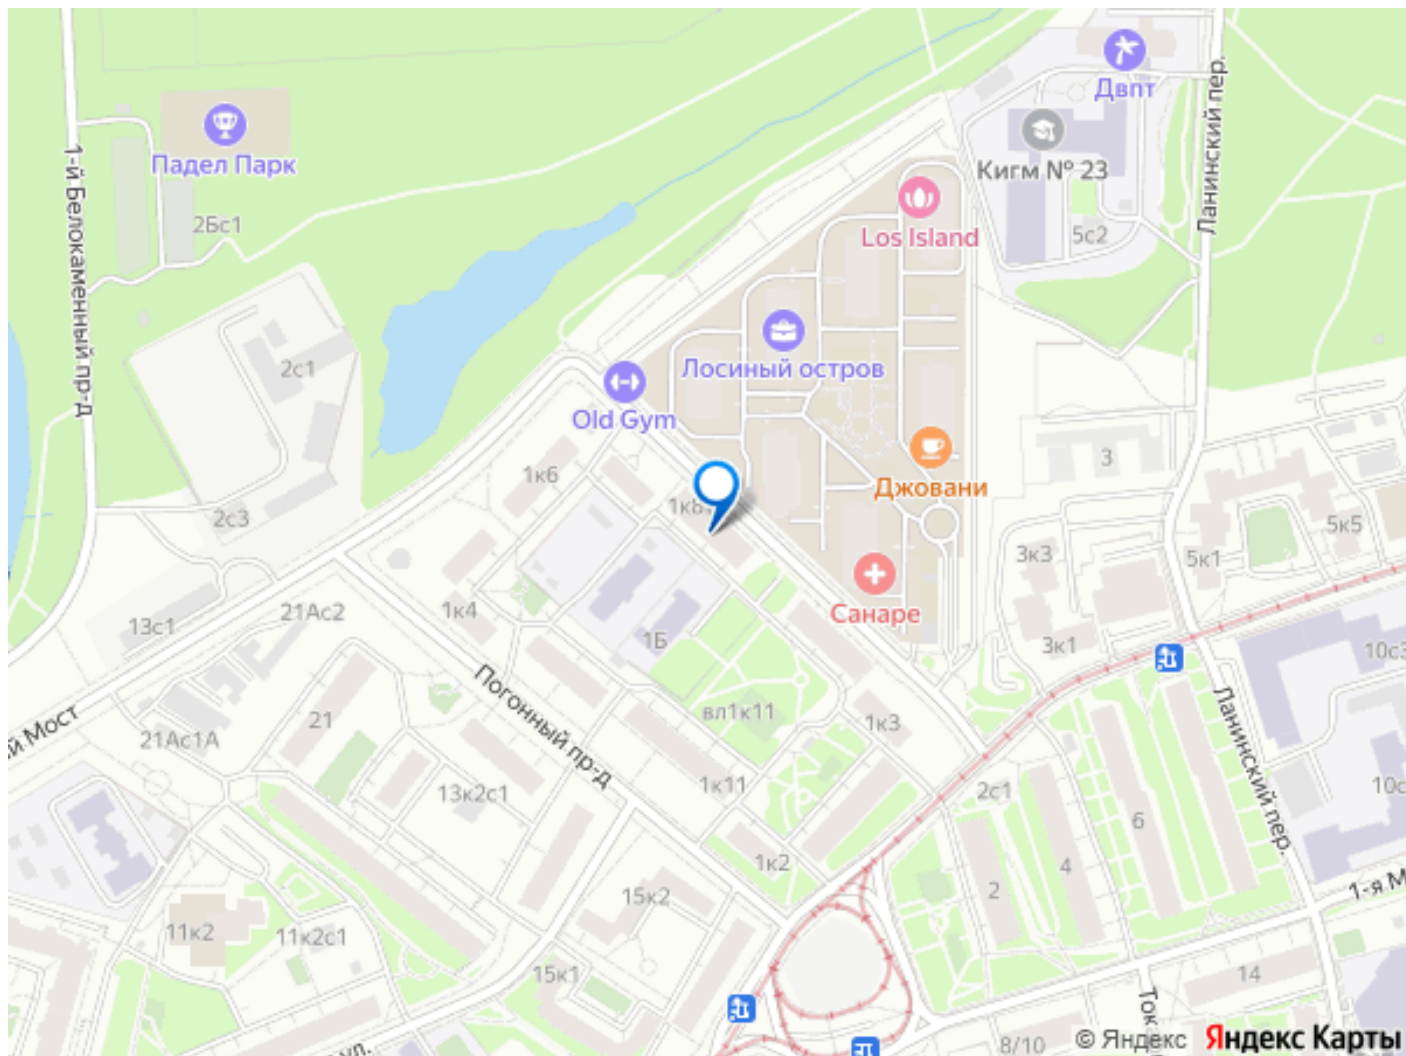 Двпт
Ланинский пер.
Падел Парк
Кигм № 23
1-й Белокаменный пр-д
2Бс1
Los Island
5с2
Лосиный остров
2с1
Old Gym
3
1к6
Джовани
2с3
5к5
3к3
5к1
1к4
21Ас2
Санаре
13с1
1Б
3к1
10с3
Погонный пр-д
вл1к11
21
1к3
й Мост
21Ас1А
Ланинский пер.
1к11
13к2с1
2с1
6
1к2
4
2
15к2
1-я М
11к2
11к2с1
15к1
14
Ток
ул.
8/10
© Яндекс Яндекс Карты